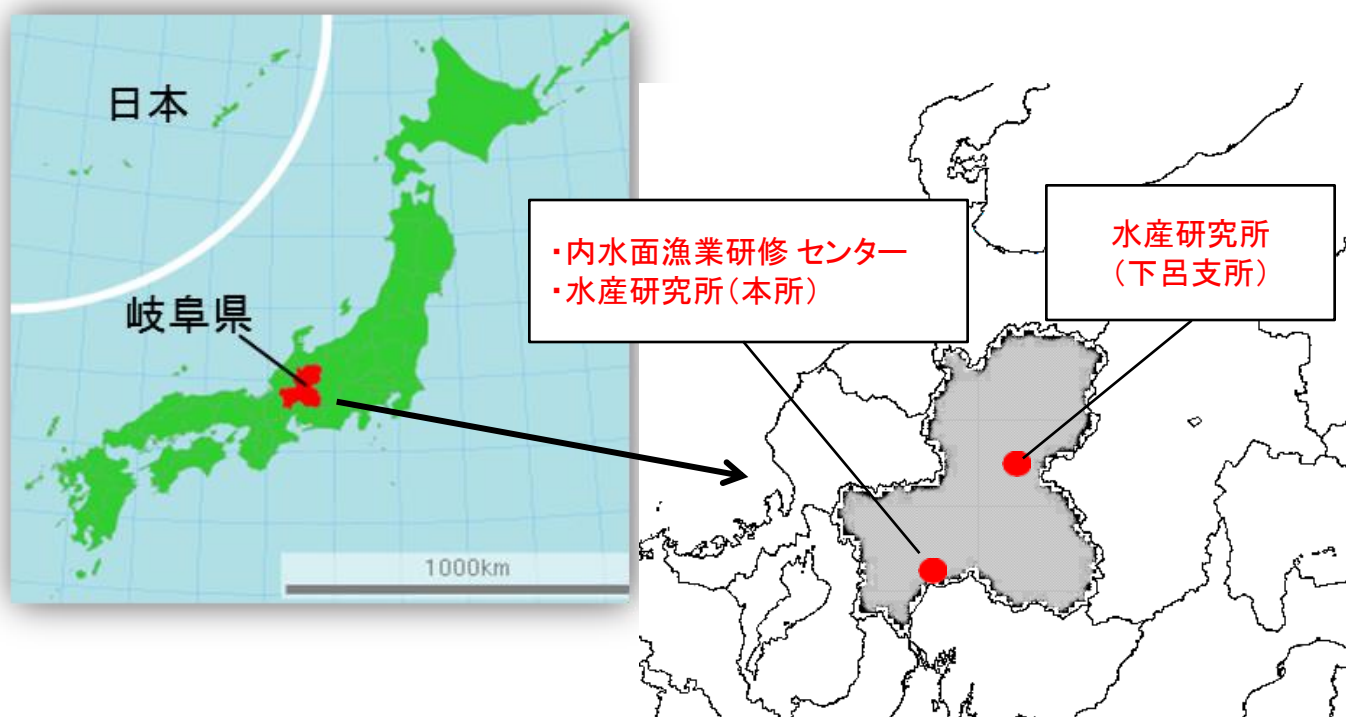 日本
岐阜県
1000km
・内水面漁業研修 センター
・水産研究所（本所）
水産研究所
（下呂支所）